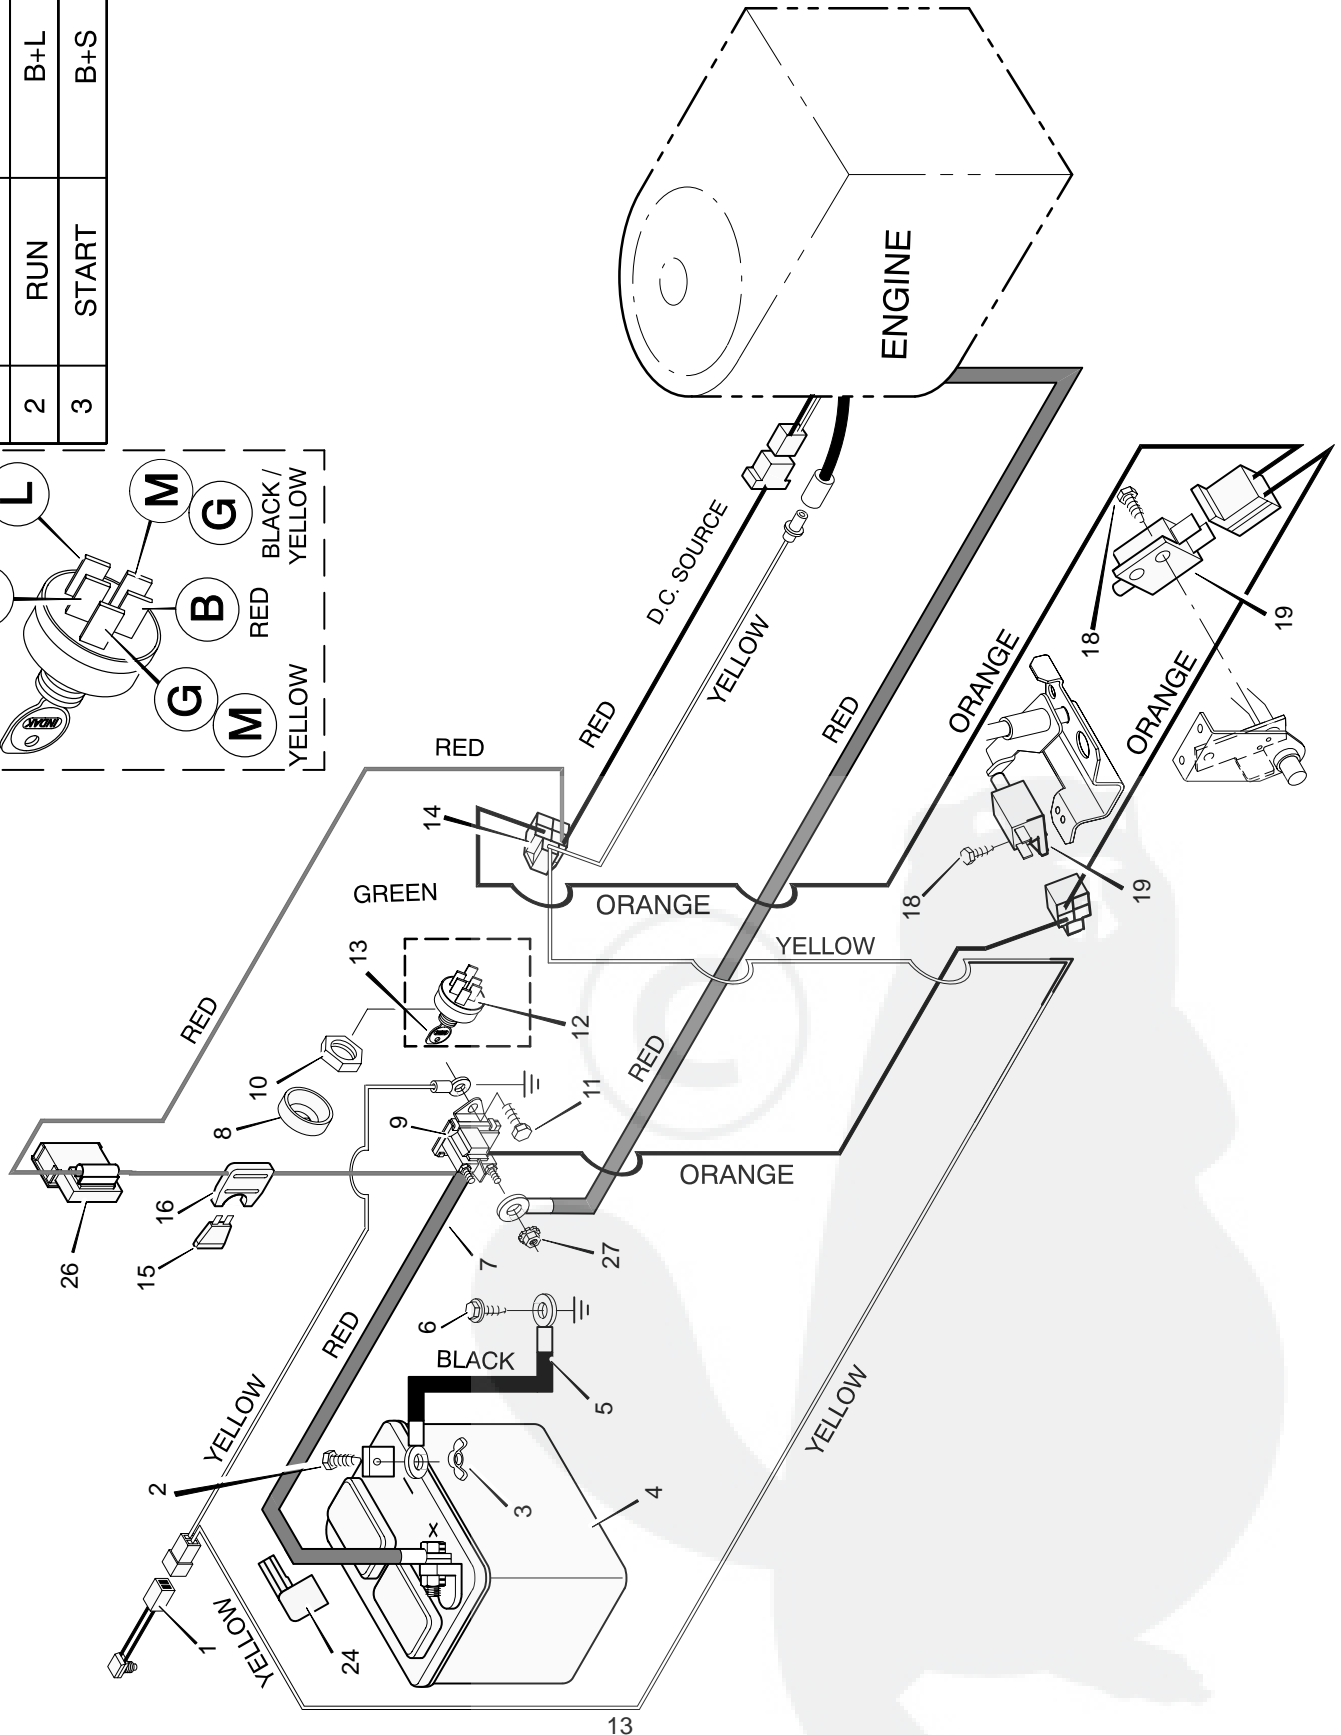 2 RUN B+L
3 START B+S
L
M
G
BLACK /
YELLOW
B
RED
G
M
YELLOW
INDAK
ENGINE
D.C. SOURCE
RED
YELLOW
RED
RED
14
GREEN
ORANGE
YELLOW
ORANGE
ORANGE
18
19
18
19
13
12
RED
10
8
9
11
RED
ORANGE
26
16
15
7
27
6
RED
BLACK
5
YELLOW
2
3
X
4
YELLOW
1
YELLOW
24
C
13